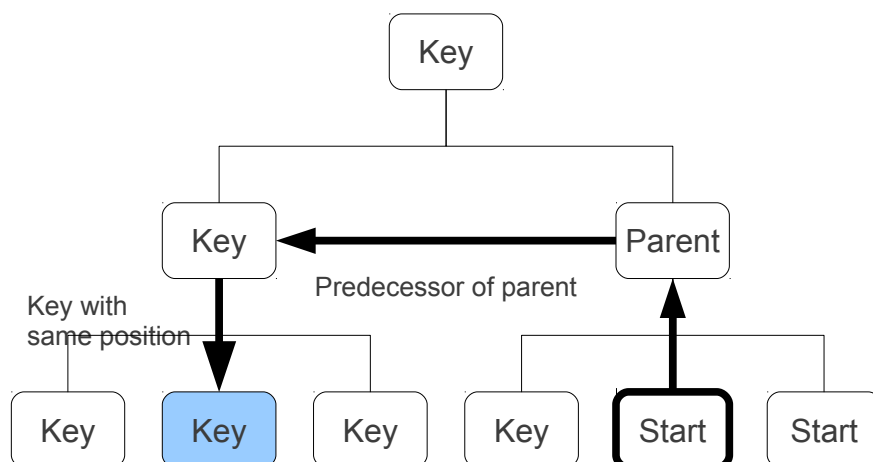 Key
Key
Parent
Predecessor of parent
Key with
same position
Key
Key
Key
Key
Start
Start